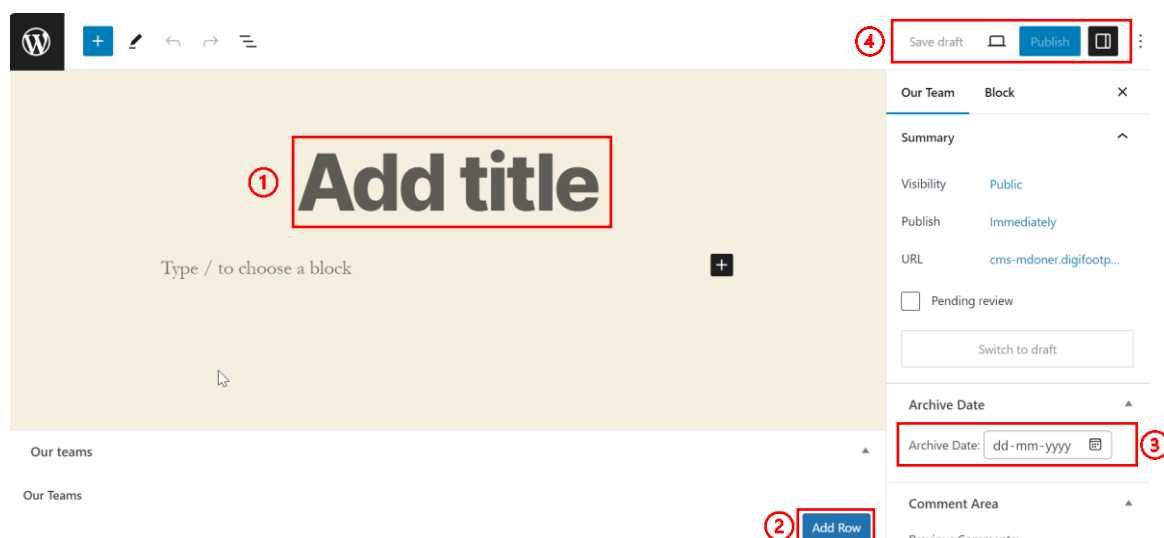 ④ Save draft Publish
Our Team Block
Summary
① Add title
Visibility Public
Publish Immediately
URL cms-mdoner.digifootp...
Type / to choose a block
Pending review
Switch to draft
Archive Date
Archive Date: dd-mm-yyyy ③
Our teams
Our Teams
Comment Area
② Add Row